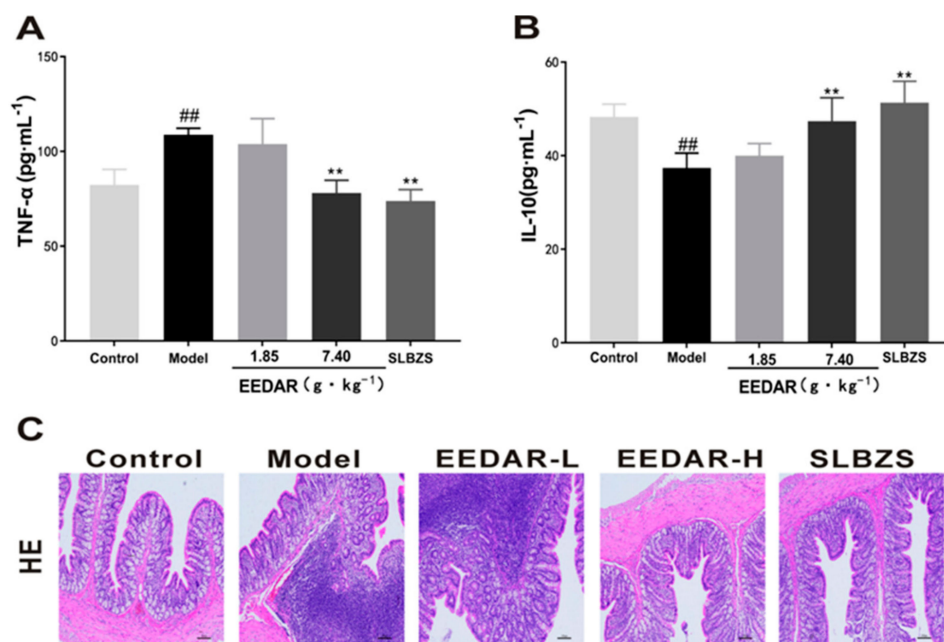 A
TNF-α (pg·mL⁻¹)
150
100
50
0
##
**
**
Control
Model
1.85
7.40
SLBZS
EEDAR（g · kg⁻¹）
B
IL-10(pg·mL⁻¹)
60
40
20
0
##
**
**
Control
Model
1.85
7.40
SLBZS
EEDAR（g · kg⁻¹）
C
Control
Model
EEDAR-L
EEDAR-H
SLBZS
HE